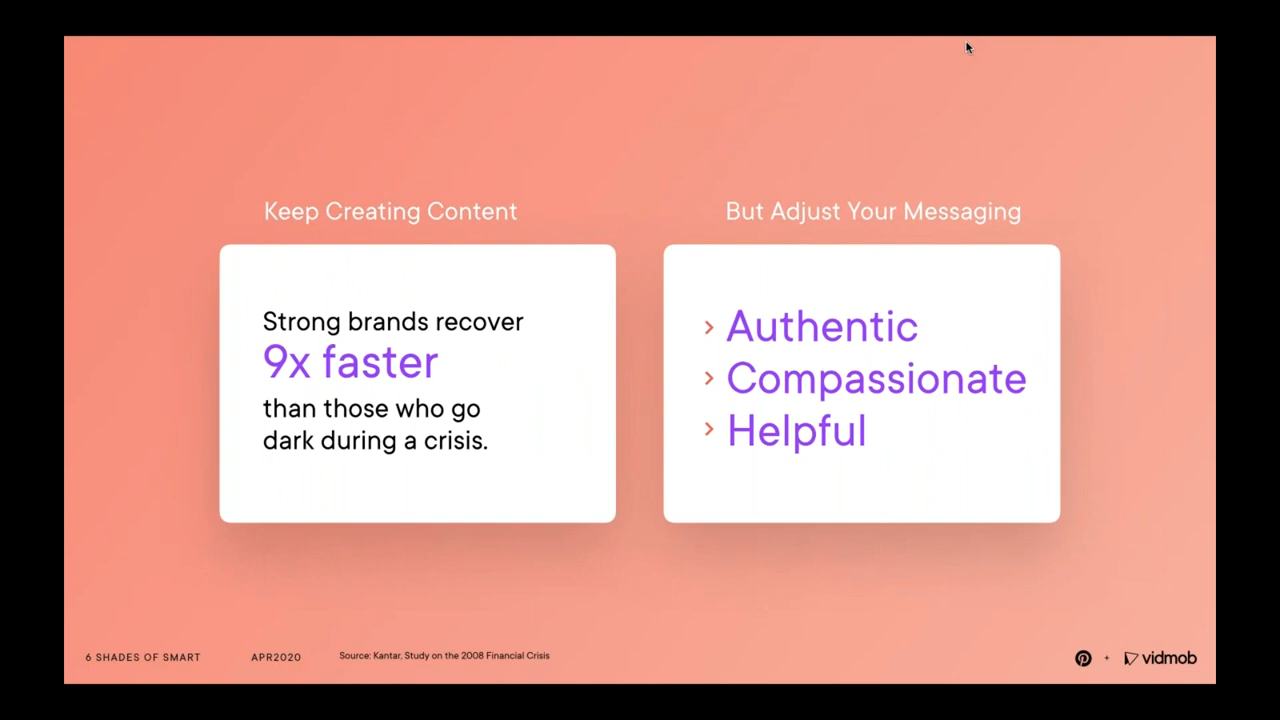 Keep Creating Content
Strong brands recover
9x faster
than those who go
dark during a crisis.
But Adjust Your Messaging
› Authentic
› Compassionate
› Helpful
6 SHADES OF SMART
APR2020
Source: Kantar, Study on the 2008 Financial Crisis
+ vidmob